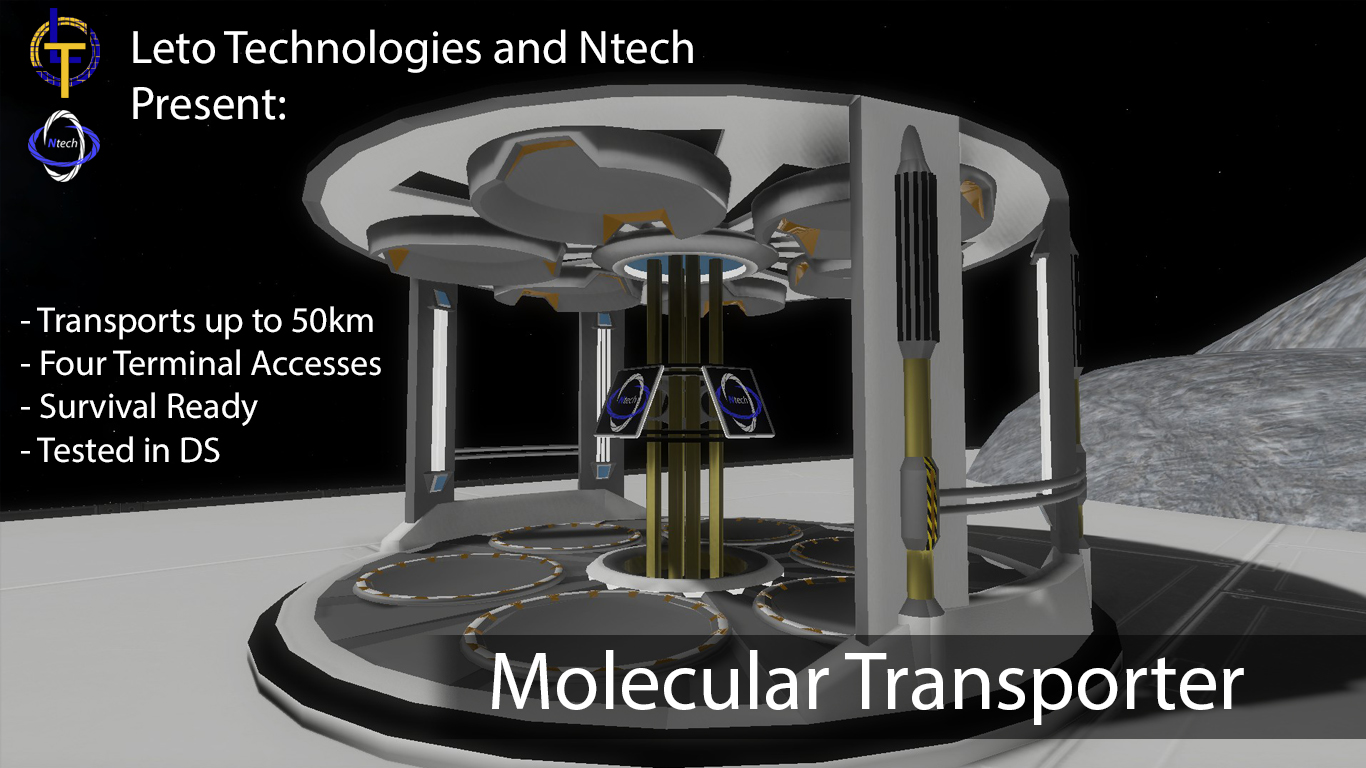 Leto Technologies and Ntech
Present:
Ntech
- Transports up to 50km
- Four Terminal Accesses
- Survival Ready
- Tested in DS
Ntech
Ntech
Molecular Transporter